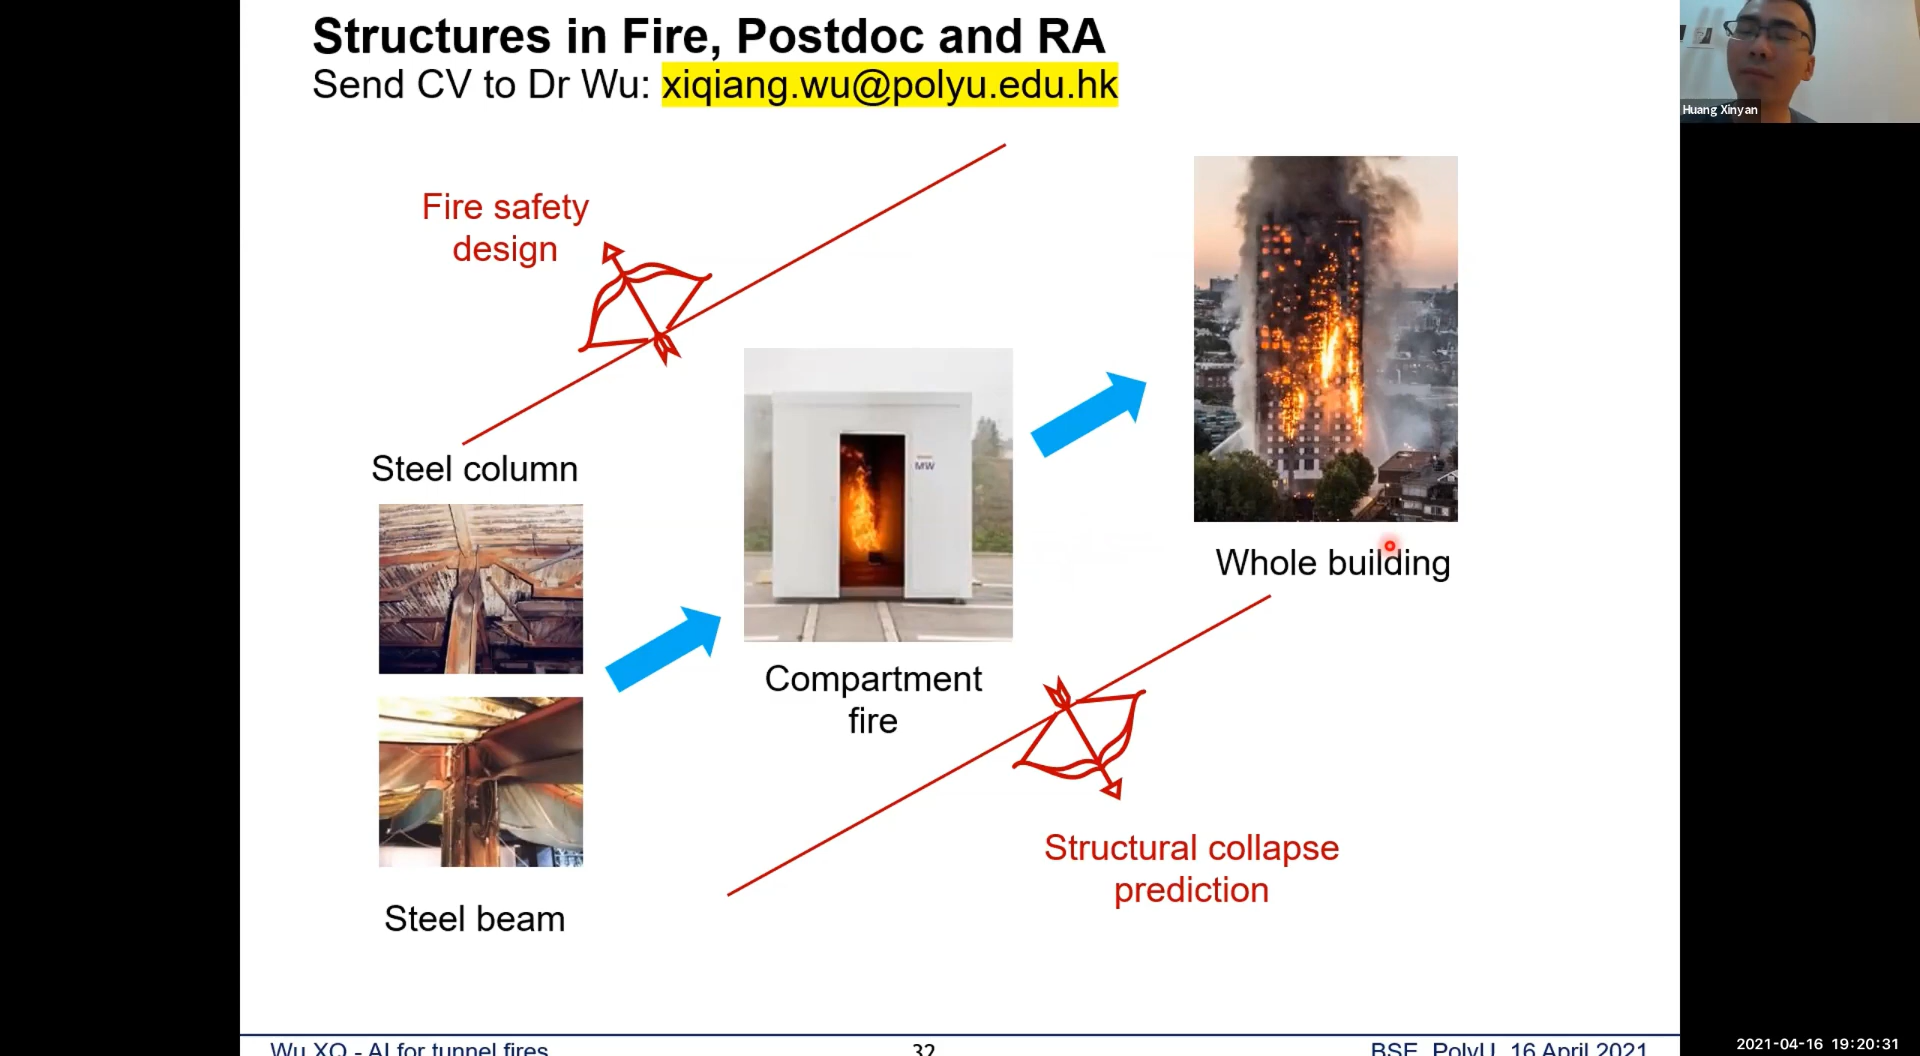 Structures in Fire, Postdoc and RA
Send CV to Dr Wu: xiqiang.wu@polyu.edu.hk
Huang Xinyan
Fire safety
design
Steel column
MW
Whole building
Compartment
fire
Structural collapse
prediction
Steel beam
Wu XQ - AI for tunnel fires
32
BSE, PolyU, 16 April 2021
2021-04-16 19:20:31